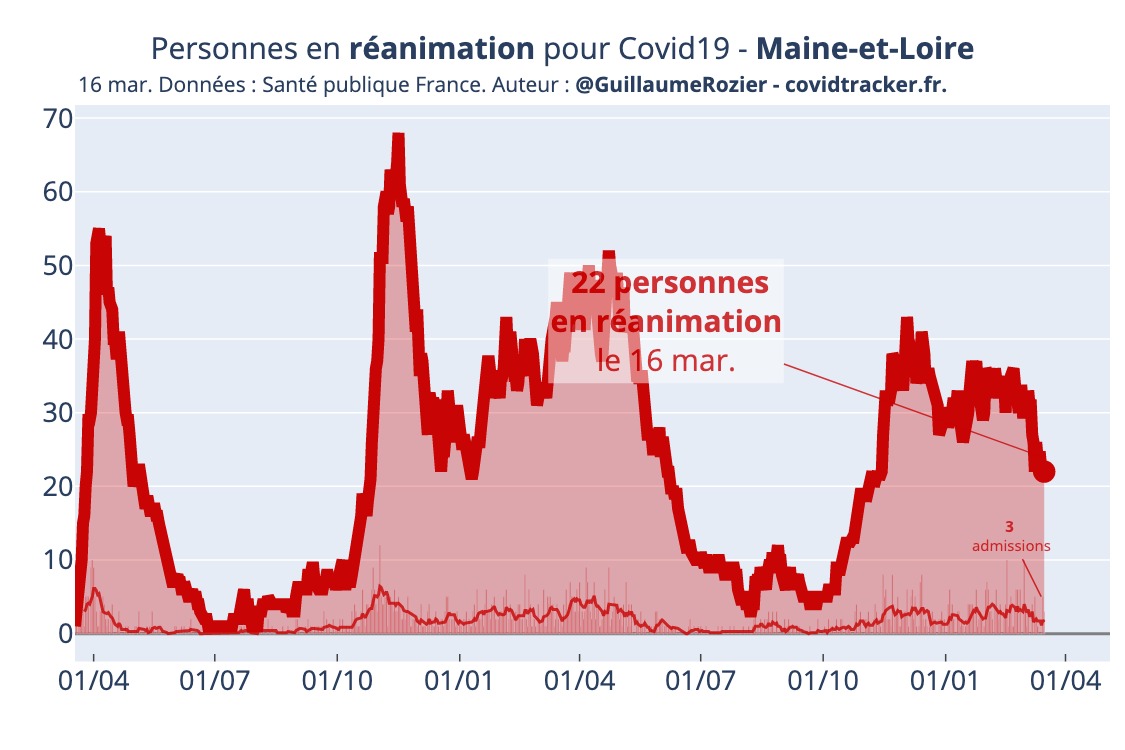 Personnes en réanimation pour Covid19 - Maine-et-Loire
16 mar. Données : Santé publique France. Auteur : @GuillaumeRozier - covidtracker.fr.
70
60
50
40
30
20
10
0
22 personnes
en réanimation
le 16 mar.
3
admissions
01/04 01/07 01/10 01/01 01/04 01/07 01/10 01/01 01/04